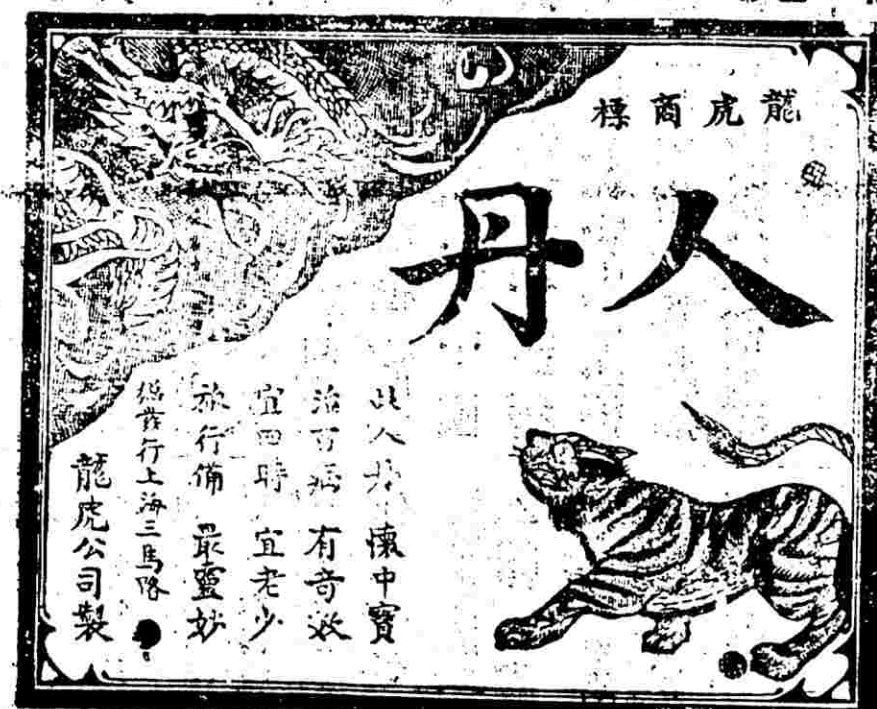 龍虎商標
人丹
此人丹 懷中寶
治百病 有奇效
宜四時 宜老少
旅行備 最靈妙
總發行上海三馬路
龍虎公司製